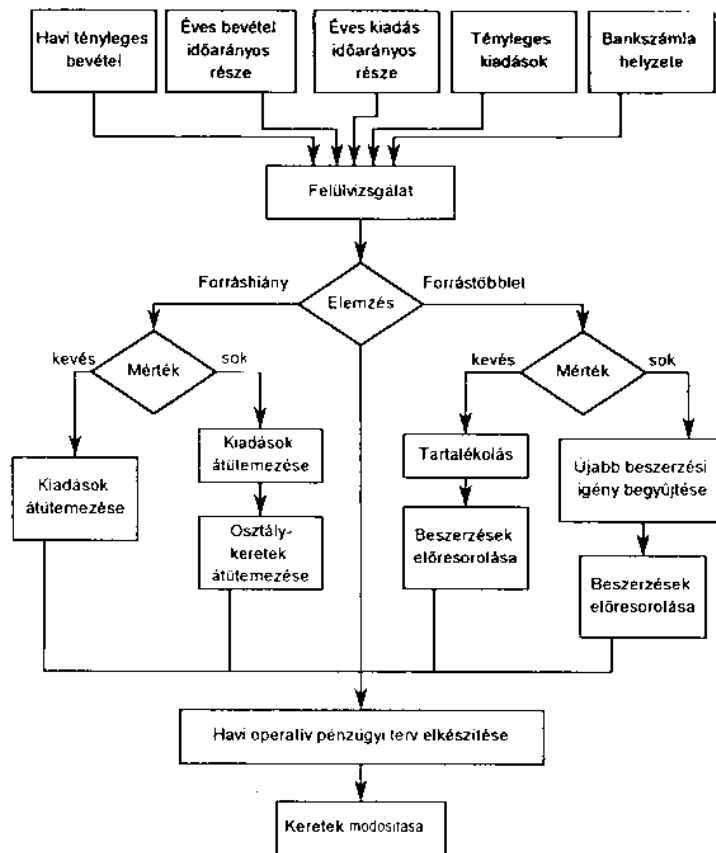 Havi tényleges
bevétel
Éves bevétel
időarányos
része
Éves kiadás
időarányos
része
Tényleges
kiadások
Bankszámla
helyzete
Felülvizsgálat
Forráshiány
Elemzés
Forrástöbblet
kevés
Mérték
sok
kevés
Mérték
sok
Kiadások
átütemezése
Kiadások
átütemezése
Osztály-
keretek
átütemezése
Tartalékolás
Beszerzések
előresorolása
Újabb beszerzési
igény begyűjtése
Beszerzések
előresorolása
Havi operatív pénzügyi terv elkészítése
Keretek módosítása